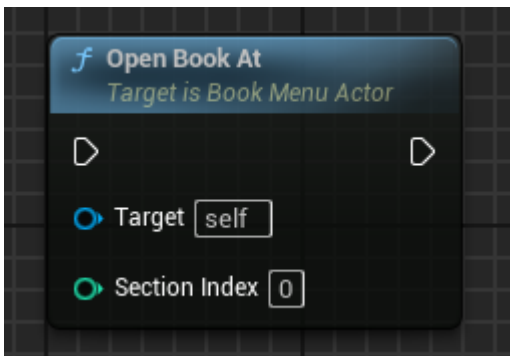 f Open Book At
Target is Book Menu Actor
Target self
Section Index 0